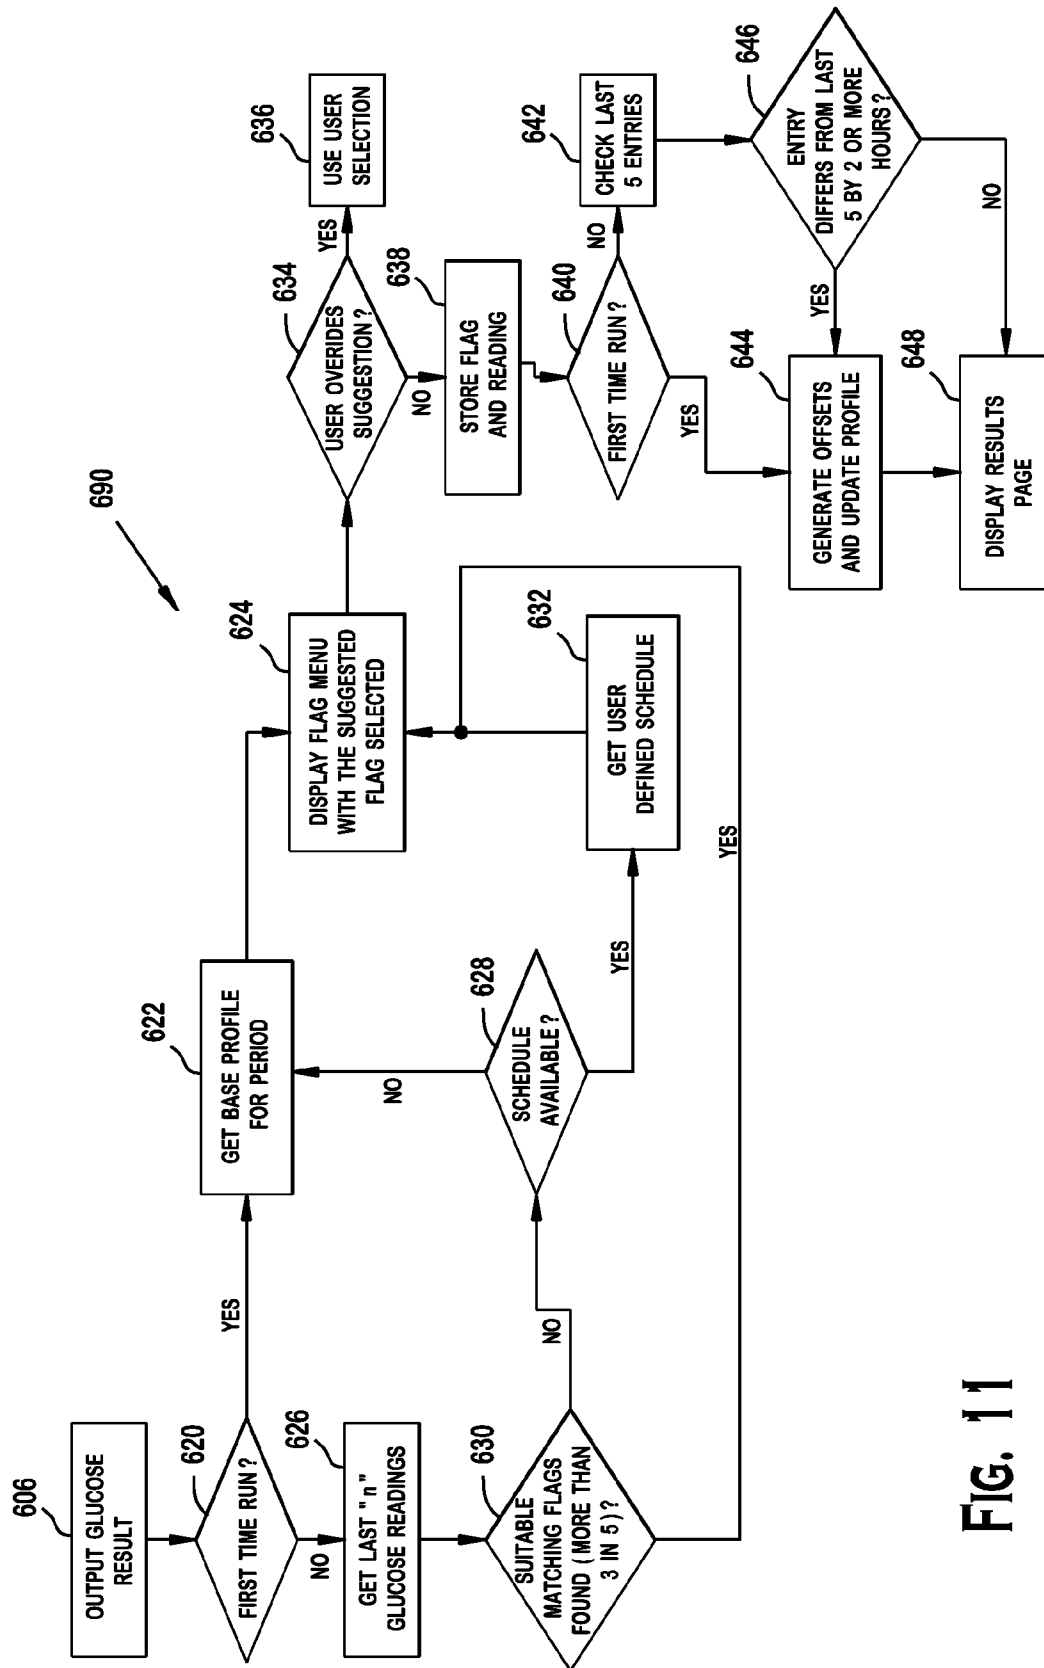 690
606
OUTPUT GLUCOSE
RESULT
620
FIRST TIME RUN?
YES
NO
622
GET BASE PROFILE
FOR PERIOD
626
GET LAST "n"
GLUCOSE READINGS
630
SUITABLE
MATCHING FLAGS
FOUND (MORE THAN
3 IN 5)?
NO
YES
628
SCHEDULE
AVAILABLE?
NO
YES
632
GET USER
DEFINED SCHEDULE
624
DISPLAY FLAG MENU
WITH THE SUGGESTED
FLAG SELECTED
634
USER OVERRIDES
SUGGESTION?
YES
NO
636
USE USER
SELECTION
638
STORE FLAG
AND READING
640
FIRST TIME RUN?
NO
YES
642
CHECK LAST
5 ENTRIES
646
ENTRY
DIFFERS FROM LAST
5 BY 2 OR MORE
HOURS?
YES
NO
644
GENERATE OFFSETS
AND UPDATE PROFILE
648
DISPLAY RESULTS
PAGE
FIG. 11